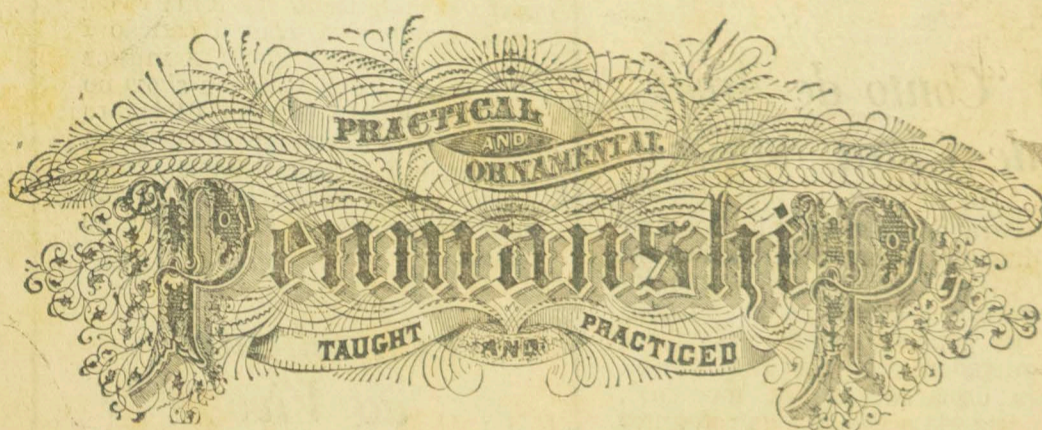 PRACTICAL
AND
ORNAMENTAL
PenmanshiP,
TAUGHT AND PRACTICED